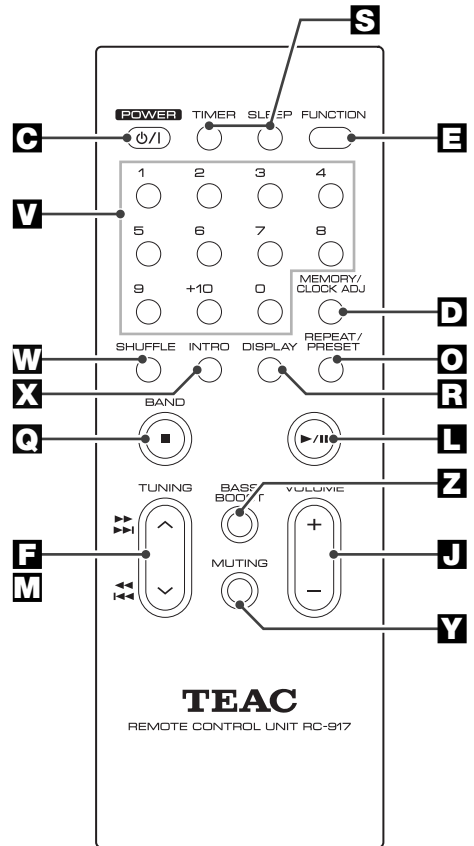 S
POWER TIMER SLEEP FUNCTION
C ⏻/I E
1 2 3 4
V
5 6 7 8
MEMORY/
CLOCK ADJ
9 +10 0
D
REPEAT/
PRESET
SHUFFLE INTRO DISPLAY
W O
X R
BAND
Q ■ ►/II L
Z
TUNING BASS
BOOST VOLUME
►► +
►►I
F J
M MUTING
◄◄ −
I◄◄
Y
TEAC
REMOTE CONTROL UNIT RC-917